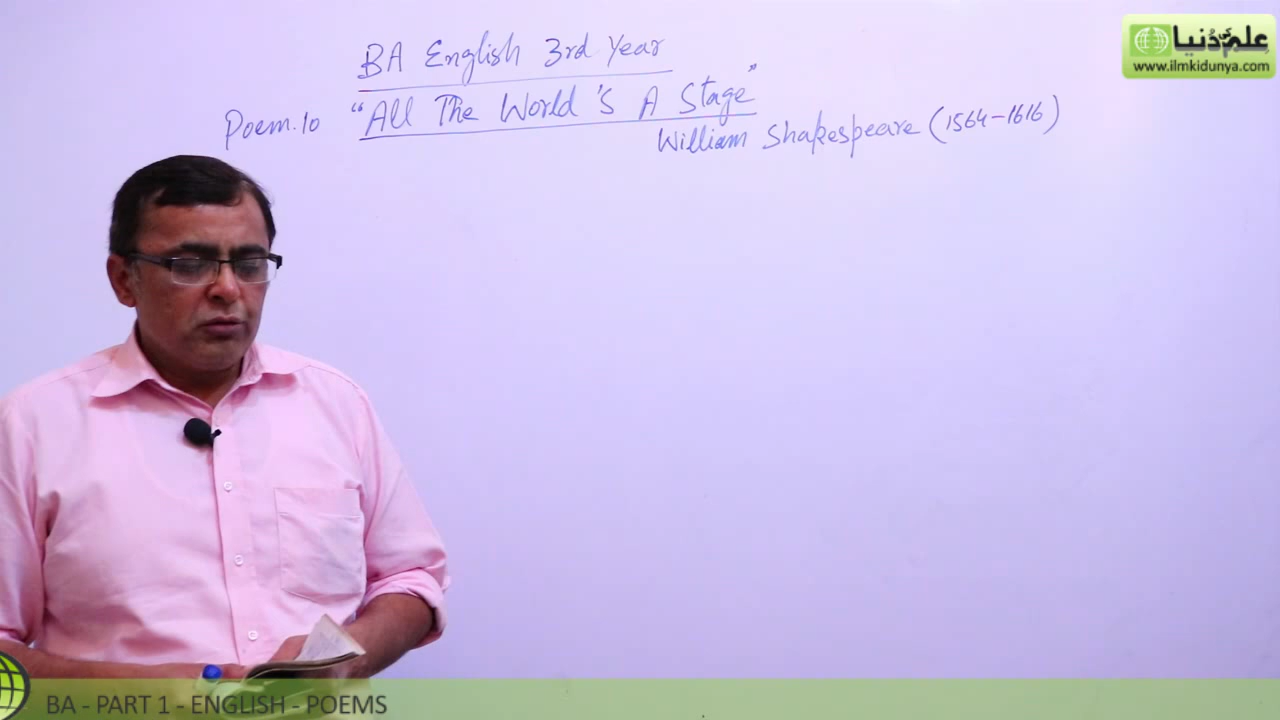 BA English 3rd Year
Poem.10 "All The World's A Stage"
William Shakespeare (1564-1616)
علم کی دُنیا
www.ilmkidunya.com
BA - PART 1 - ENGLISH - POEMS